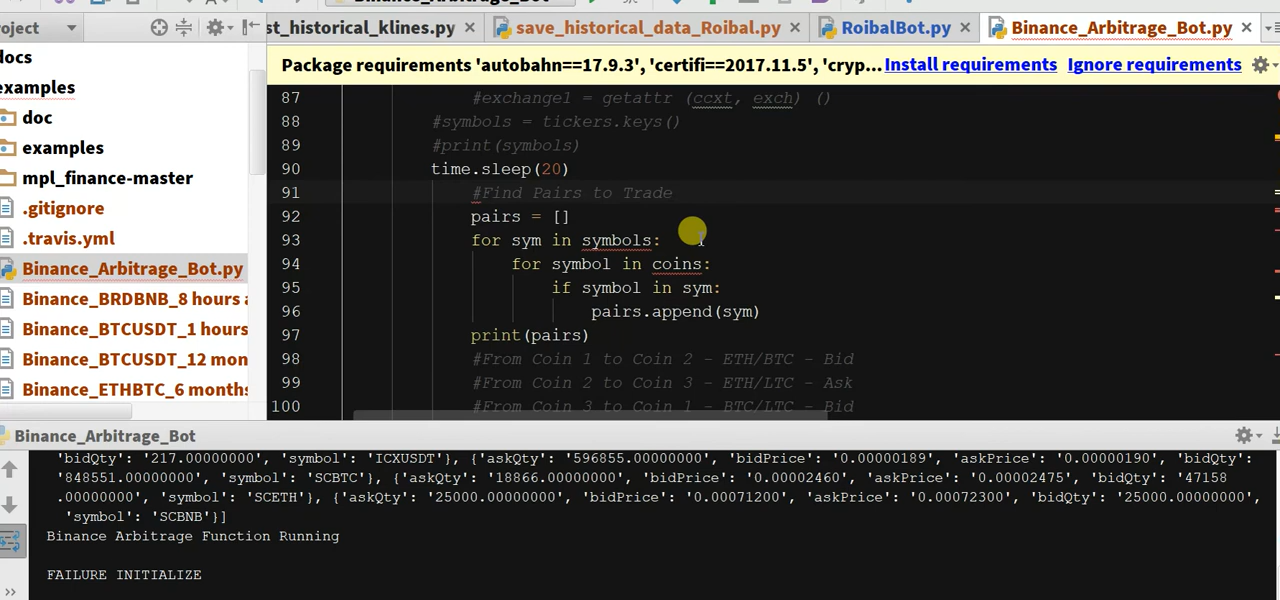 Binance_Arbitrage_Bot
roject
st_historical_klines.py
save_historical_data_Roibal.py
RoibalBot.py
Binance_Arbitrage_Bot.py
Package requirements 'autobahn==17.9.3', 'certifi==2017.11.5', 'cryp... Install requirements Ignore requirements
docs
examples
doc
examples
mpl_finance-master
.gitignore
.travis.yml
Binance_Arbitrage_Bot.py
Binance_BRDBNB_8 hours a
Binance_BTCUSDT_1 hours
Binance_BTCUSDT_12 mon
Binance_ETHBTC_6 months
87 #exchange1 = getattr (ccxt, exch) ()
88 #symbols = tickers.keys()
89 #print(symbols)
90 time.sleep(20)
91 #Find Pairs to Trade
92 pairs = []
93 for sym in symbols:
94 for symbol in coins:
95 if symbol in sym:
96 pairs.append(sym)
97 print(pairs)
98 #From Coin 1 to Coin 2 - ETH/BTC - Bid
99 #From Coin 2 to Coin 3 - ETH/LTC - Ask
100 #From Coin 3 to Coin 1 - BTC/LTC - Bid
Binance_Arbitrage_Bot
'bidQty': '217.00000000', 'symbol': 'ICXUSDT'}, {'askQty': '596855.00000000', 'bidPrice': '0.00000189', 'askPrice': '0.00000190', 'bidQty':
'848551.00000000', 'symbol': 'SCBTC'}, {'askQty': '18866.00000000', 'bidPrice': '0.00002460', 'askPrice': '0.00002475', 'bidQty': '47158
.00000000', 'symbol': 'SCETH'}, {'askQty': '25000.00000000', 'bidPrice': '0.00071200', 'askPrice': '0.00072300', 'bidQty': '25000.00000000',
'symbol': 'SCBNB'}]
Binance Arbitrage Function Running
FAILURE INITIALIZE